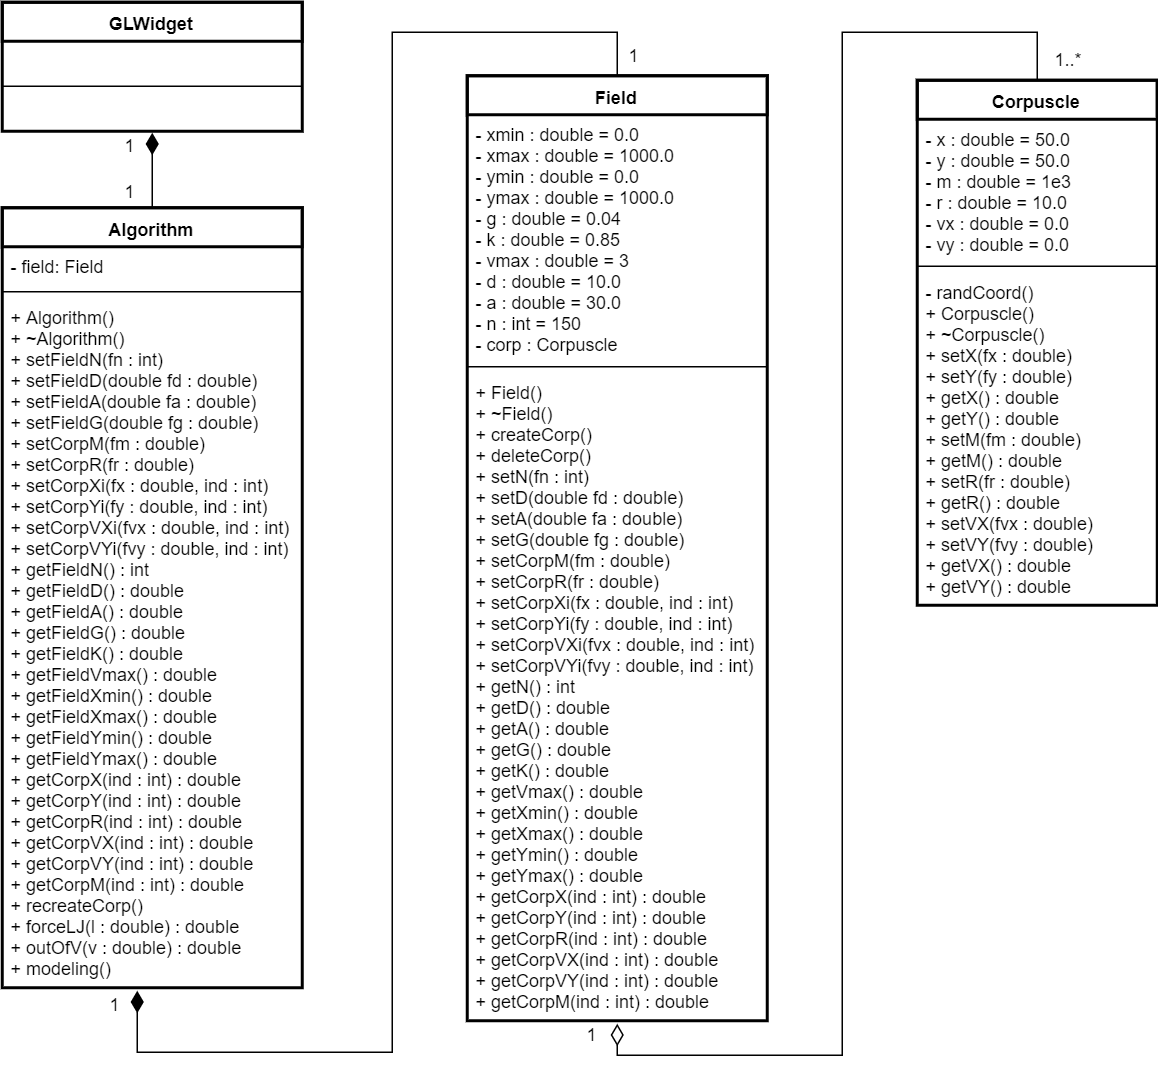 GLWidget
1
1
Algorithm
- field: Field
+ Algorithm()
+ ~Algorithm()
+ setFieldN(fn : int)
+ setFieldD(double fd : double)
+ setFieldA(double fa : double)
+ setFieldG(double fg : double)
+ setCorpM(fm : double)
+ setCorpR(fr : double)
+ setCorpXi(fx : double, ind : int)
+ setCorpYi(fy : double, ind : int)
+ setCorpVXi(fvx : double, ind : int)
+ setCorpVYi(fvy : double, ind : int)
+ getFieldN() : int
+ getFieldD() : double
+ getFieldA() : double
+ getFieldG() : double
+ getFieldK() : double
+ getFieldVmax() : double
+ getFieldXmin() : double
+ getFieldXmax() : double
+ getFieldYmin() : double
+ getFieldYmax() : double
+ getCorpX(ind : int) : double
+ getCorpY(ind : int) : double
+ getCorpR(ind : int) : double
+ getCorpVX(ind : int) : double
+ getCorpVY(ind : int) : double
+ getCorpM(ind : int) : double
+ recreateCorp()
+ forceLJ(l : double) : double
+ outOfV(v : double) : double
+ modeling()
1
1
Field
- xmin : double = 0.0
- xmax : double = 1000.0
- ymin : double = 0.0
- ymax : double = 1000.0
- g : double = 0.04
- k : double = 0.85
- vmax : double = 3
- d : double = 10.0
- a : double = 30.0
- n : int = 150
- corp : Corpuscle
+ Field()
+ ~Field()
+ createCorp()
+ deleteCorp()
+ setN(fn : int)
+ setD(double fd : double)
+ setA(double fa : double)
+ setG(double fg : double)
+ setCorpM(fm : double)
+ setCorpR(fr : double)
+ setCorpXi(fx : double, ind : int)
+ setCorpYi(fy : double, ind : int)
+ setCorpVXi(fvx : double, ind : int)
+ setCorpVYi(fvy : double, ind : int)
+ getN() : int
+ getD() : double
+ getA() : double
+ getG() : double
+ getK() : double
+ getVmax() : double
+ getXmin() : double
+ getXmax() : double
+ getYmin() : double
+ getYmax() : double
+ getCorpX(ind : int) : double
+ getCorpY(ind : int) : double
+ getCorpR(ind : int) : double
+ getCorpVX(ind : int) : double
+ getCorpVY(ind : int) : double
+ getCorpM(ind : int) : double
1
1..*
Corpuscle
- x : double = 50.0
- y : double = 50.0
- m : double = 1e3
- r : double = 10.0
- vx : double = 0.0
- vy : double = 0.0
- randCoord()
+ Corpuscle()
+ ~Corpuscle()
+ setX(fx : double)
+ setY(fy : double)
+ getX() : double
+ getY() : double
+ setM(fm : double)
+ getM() : double
+ setR(fr : double)
+ getR() : double
+ setVX(fvx : double)
+ setVY(fvy : double)
+ getVX() : double
+ getVY() : double